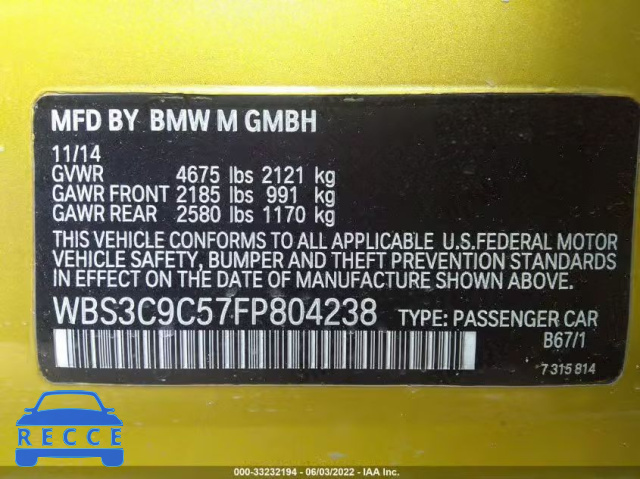 MFD BY BMW M GMBH
11/14
GVWR 4675 lbs 2121 kg
GAWR FRONT 2185 lbs 991 kg
GAWR REAR 2580 lbs 1170 kg
THIS VEHICLE CONFORMS TO ALL APPLICABLE U.S.FEDERAL MOTOR
VEHICLE SAFETY, BUMPER AND THEFT PREVENTION STANDARDS
IN EFFECT ON THE DATE OF MANUFACTURE SHOWN ABOVE.
WBS3C9C57FP804238 TYPE: PASSENGER CAR
B67/1
7 315 814
RECCE
000-33232194 - 06/03/2022 - IAA Inc.